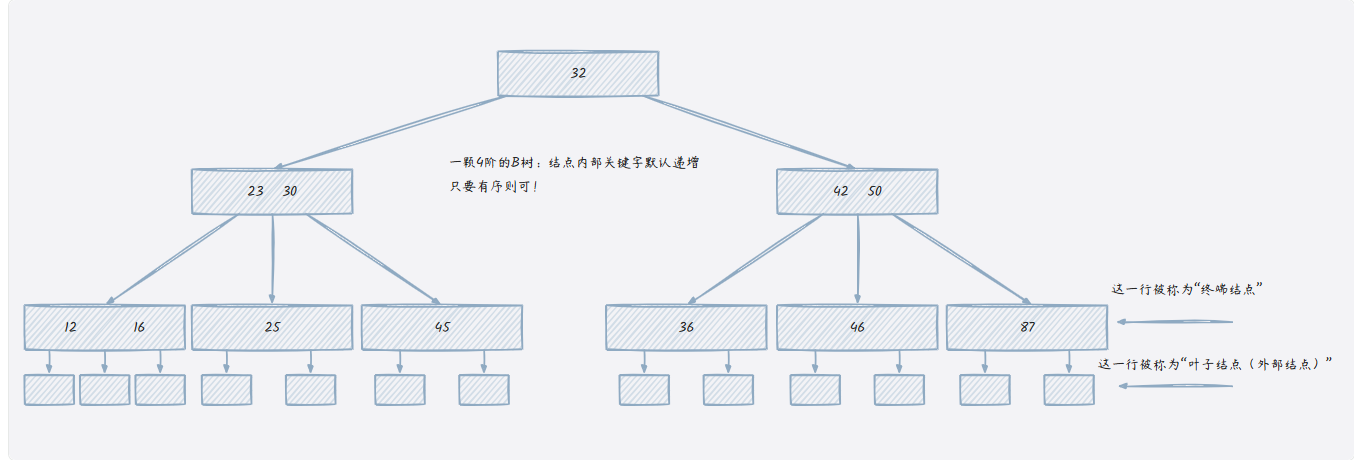 32
一颗4阶的B树：结点内部关键字默认递增
只要有序则可！
23 30
42 50
这一行被称为“终端结点”
12 16
25
45
36
46
87
这一行被称为“叶子结点（外部结点）”